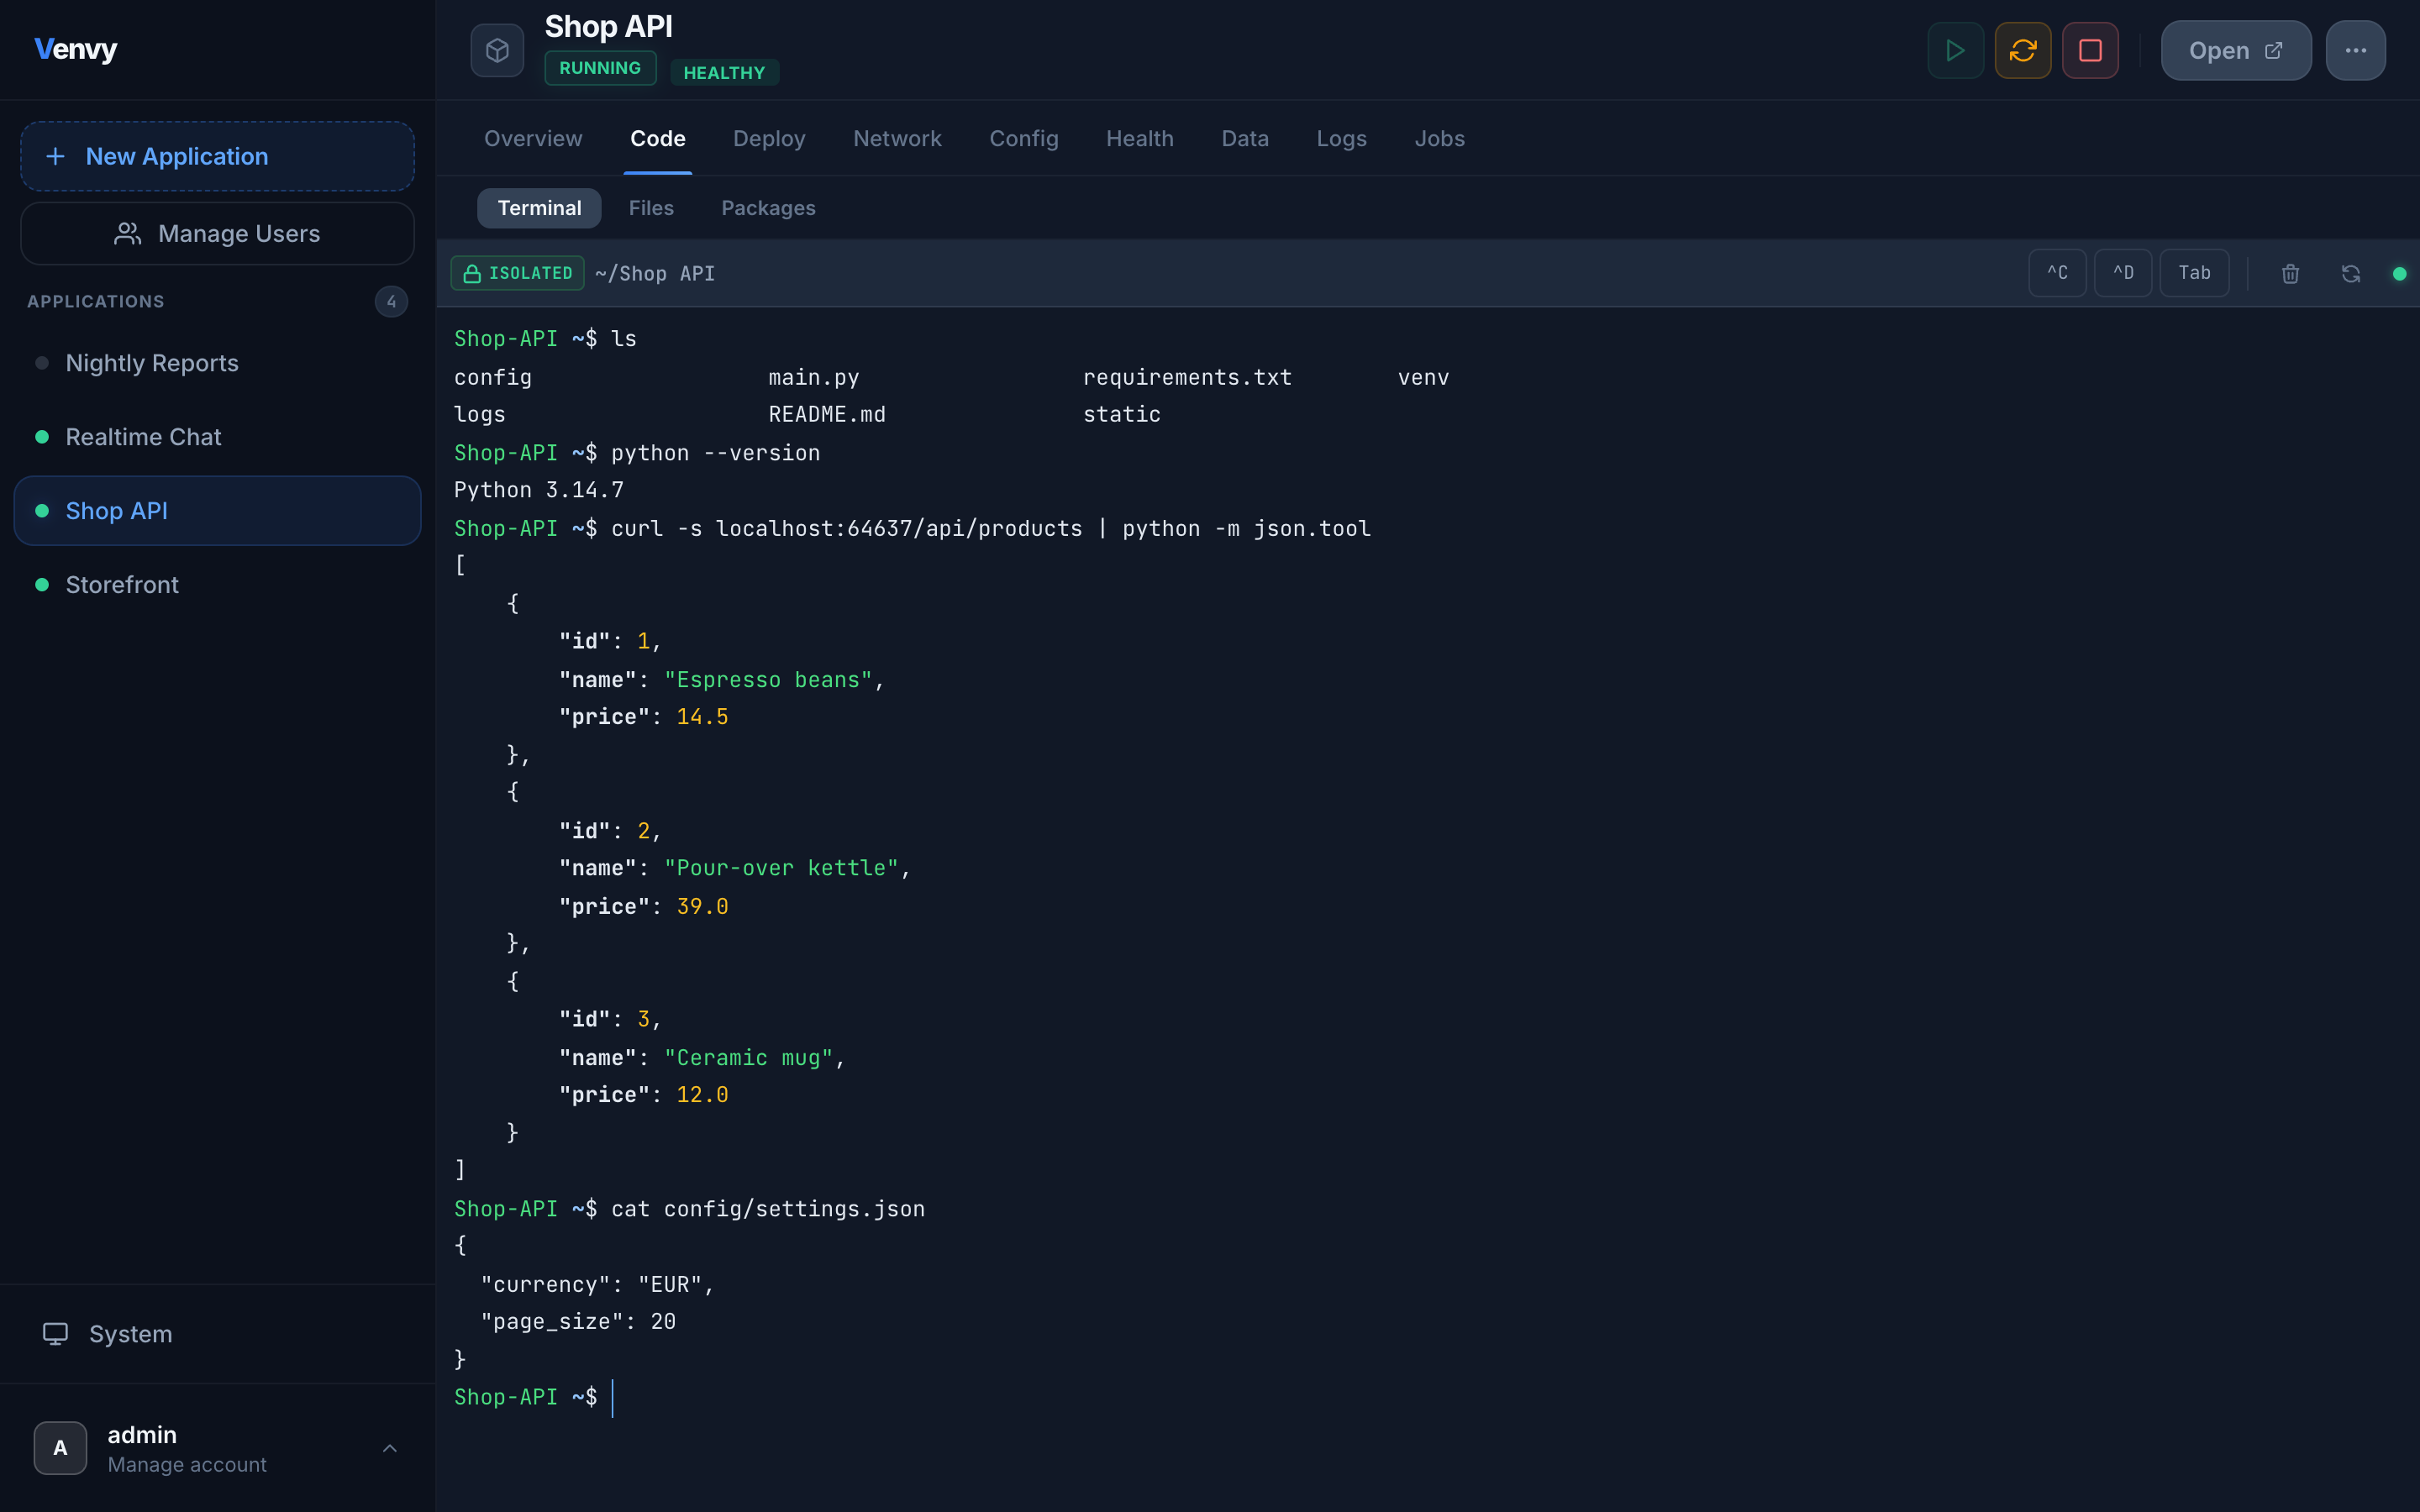 Venvy
New Application
Manage Users
APPLICATIONS 4
Nightly Reports
Realtime Chat
Shop API
Storefront
System
A
admin
Manage account
Shop API
RUNNING HEALTHY
Open
Overview Code Deploy Network Config Health Data Logs Jobs
Terminal Files Packages
ISOLATED ~/Shop API ^C ^D Tab
Shop-API ~$ ls
config main.py requirements.txt venv
logs README.md static
Shop-API ~$ python --version
Python 3.14.7
Shop-API ~$ curl -s localhost:64637/api/products | python -m json.tool
[
    {
        "id": 1,
        "name": "Espresso beans",
        "price": 14.5
    },
    {
        "id": 2,
        "name": "Pour-over kettle",
        "price": 39.0
    },
    {
        "id": 3,
        "name": "Ceramic mug",
        "price": 12.0
    }
]
Shop-API ~$ cat config/settings.json
{
  "currency": "EUR",
  "page_size": 20
}
Shop-API ~$